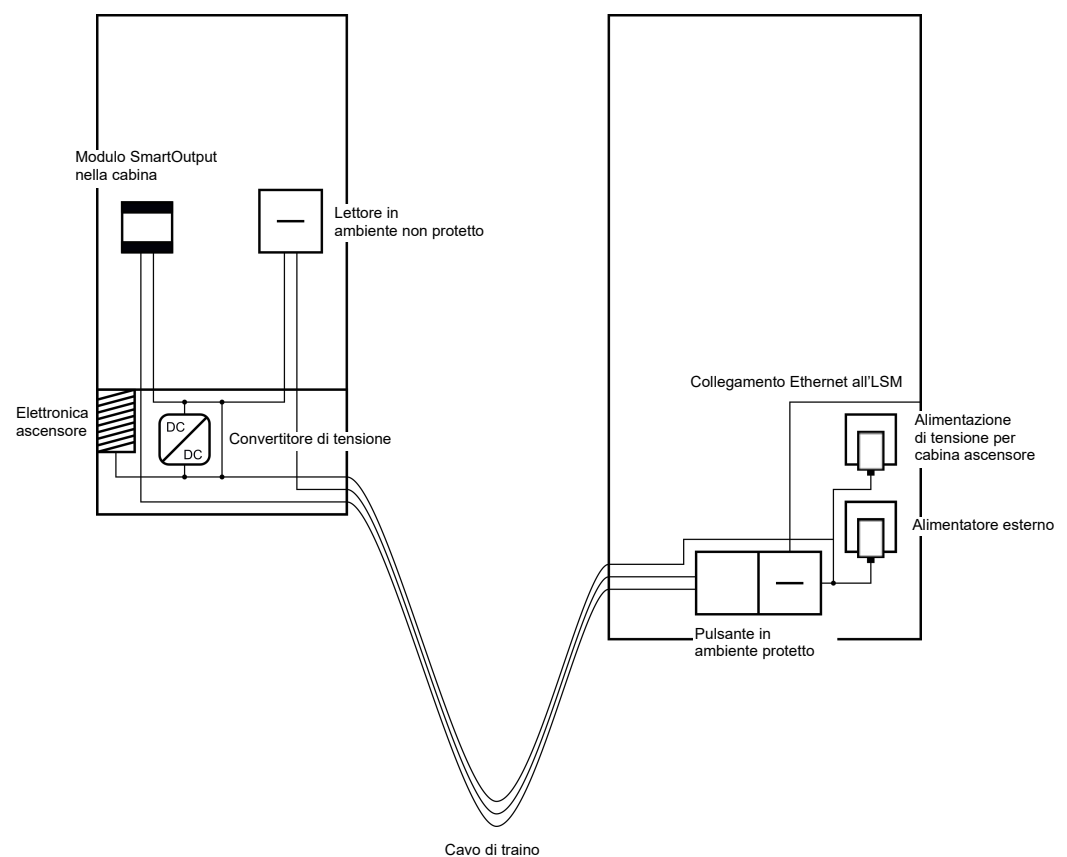 Modulo SmartOutput
nella cabina
Lettore in
ambiente non protetto
Elettronica
ascensore
DC
DC
Convertitore di tensione
Collegamento Ethernet all'LSM
Alimentazione
di tensione per
cabina ascensore
Alimentatore esterno
Pulsante in
ambiente protetto
Cavo di traino